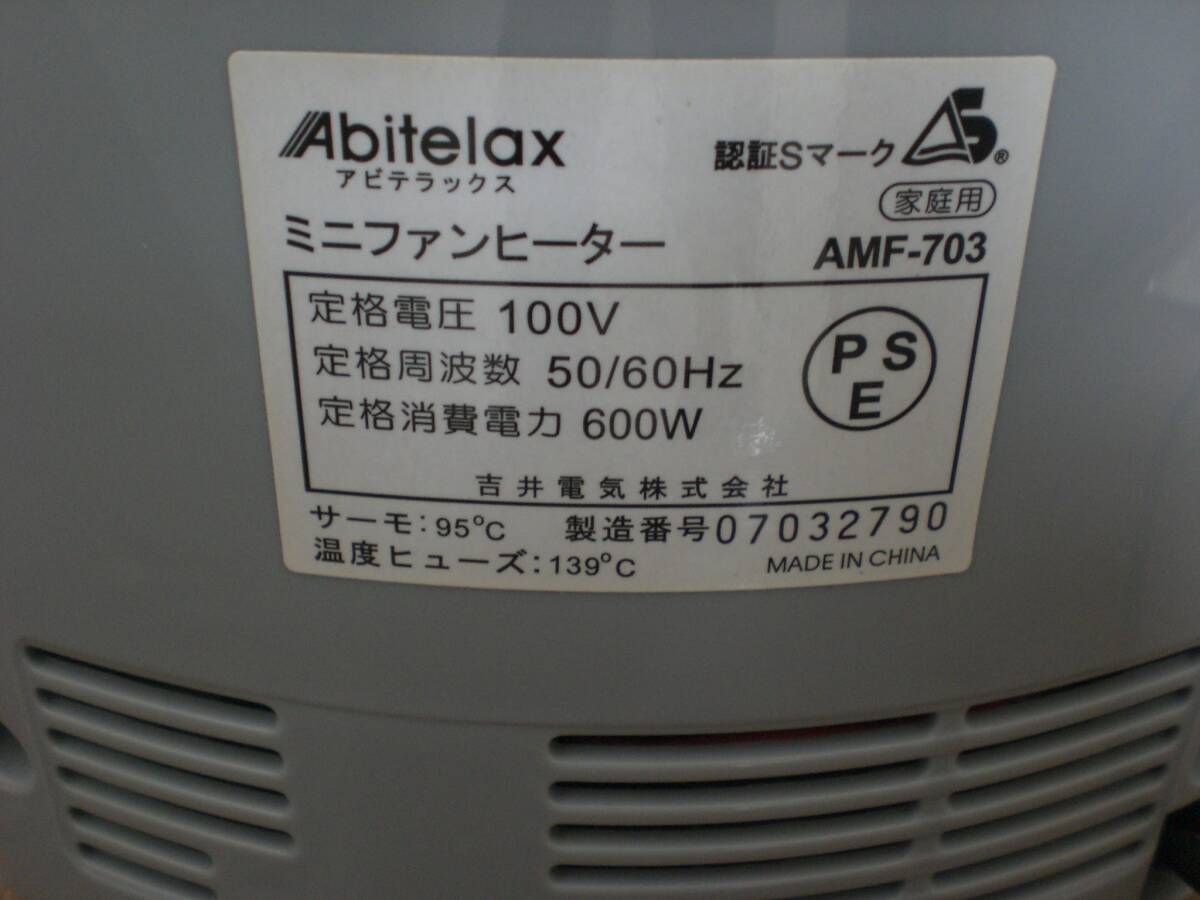 Abitelax
アビテラックス
認証Sマーク S®
家庭用
ミニファンヒーター
AMF-703
定格電圧 100V
定格周波数 50/60Hz
定格消費電力 600W
PSE
吉井電気株式会社
サーモ:95℃ 製造番号07032790
温度ヒューズ:139℃ MADE IN CHINA